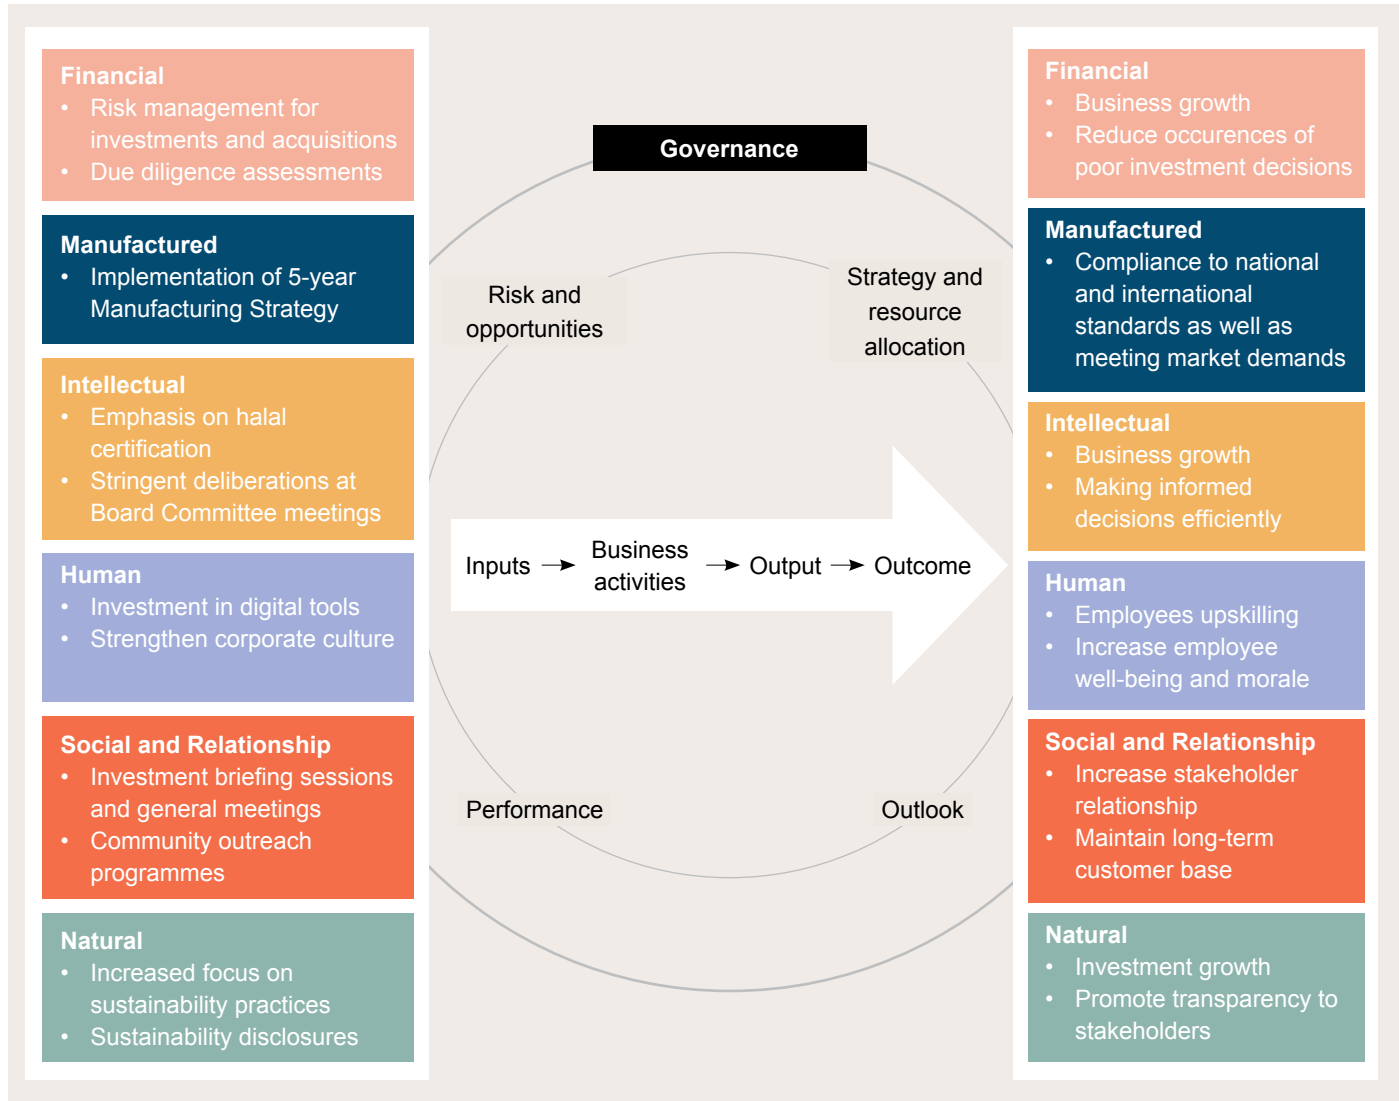 Financial
• Risk management for
investments and acquisitions
• Due diligence assessments
Manufactured
• Implementation of 5-year
Manufacturing Strategy
Intellectual
• Emphasis on halal
certification
• Stringent deliberations at
Board Committee meetings
Human
• Investment in digital tools
• Strengthen corporate culture
Social and Relationship
• Investment briefing sessions
and general meetings
• Community outreach
programmes
Natural
• Increased focus on
sustainability practices
• Sustainability disclosures
Governance
Risk and
opportunities
Strategy and
resource
allocation
Inputs
Business
activities
Output
Outcome
Performance
Outlook
Financial
• Business growth
• Reduce occurences of
poor investment decisions
Manufactured
• Compliance to national
and international
standards as well as
meeting market demands
Intellectual
• Business growth
• Making informed
decisions efficiently
Human
• Employees upskilling
• Increase employee
well-being and morale
Social and Relationship
• Increase stakeholder
relationship
• Maintain long-term
customer base
Natural
• Investment growth
• Promote transparency to
stakeholders